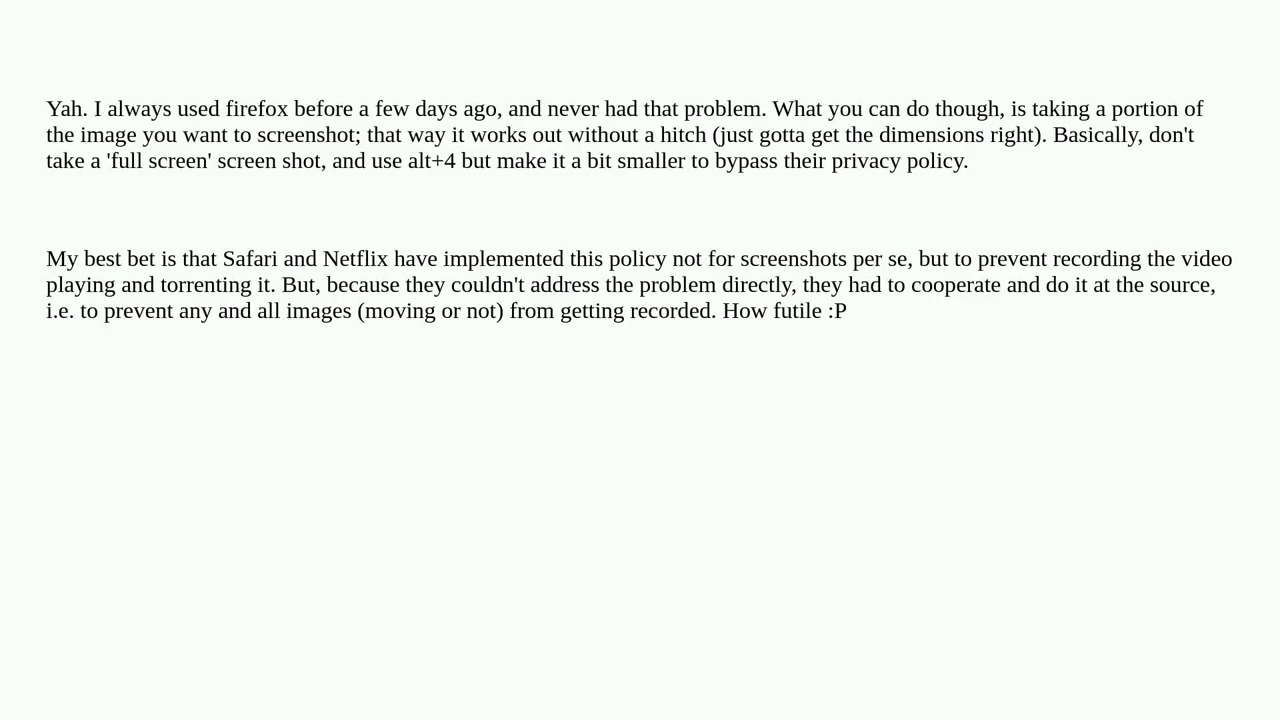 Yah. I always used firefox before a few days ago, and never had that problem. What you can do though, is taking a portion of
the image you want to screenshot; that way it works out without a hitch (just gotta get the dimensions right). Basically, don't
take a 'full screen' screen shot, and use alt+4 but make it a bit smaller to bypass their privacy policy.
My best bet is that Safari and Netflix have implemented this policy not for screenshots per se, but to prevent recording the video
playing and torrenting it. But, because they couldn't address the problem directly, they had to cooperate and do it at the source,
i.e. to prevent any and all images (moving or not) from getting recorded. How futile :P